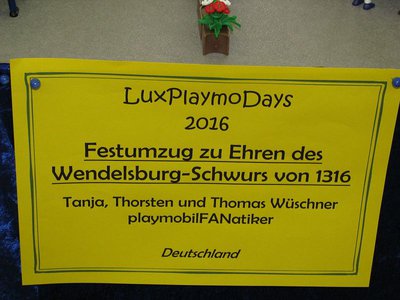 LuxPlaymoDays
2016
Festumzug zu Ehren des
Wendelsburg-Schwurs von 1316
Tanja, Thorsten und Thomas Wüschner
playmobilFANatiker
Deutschland